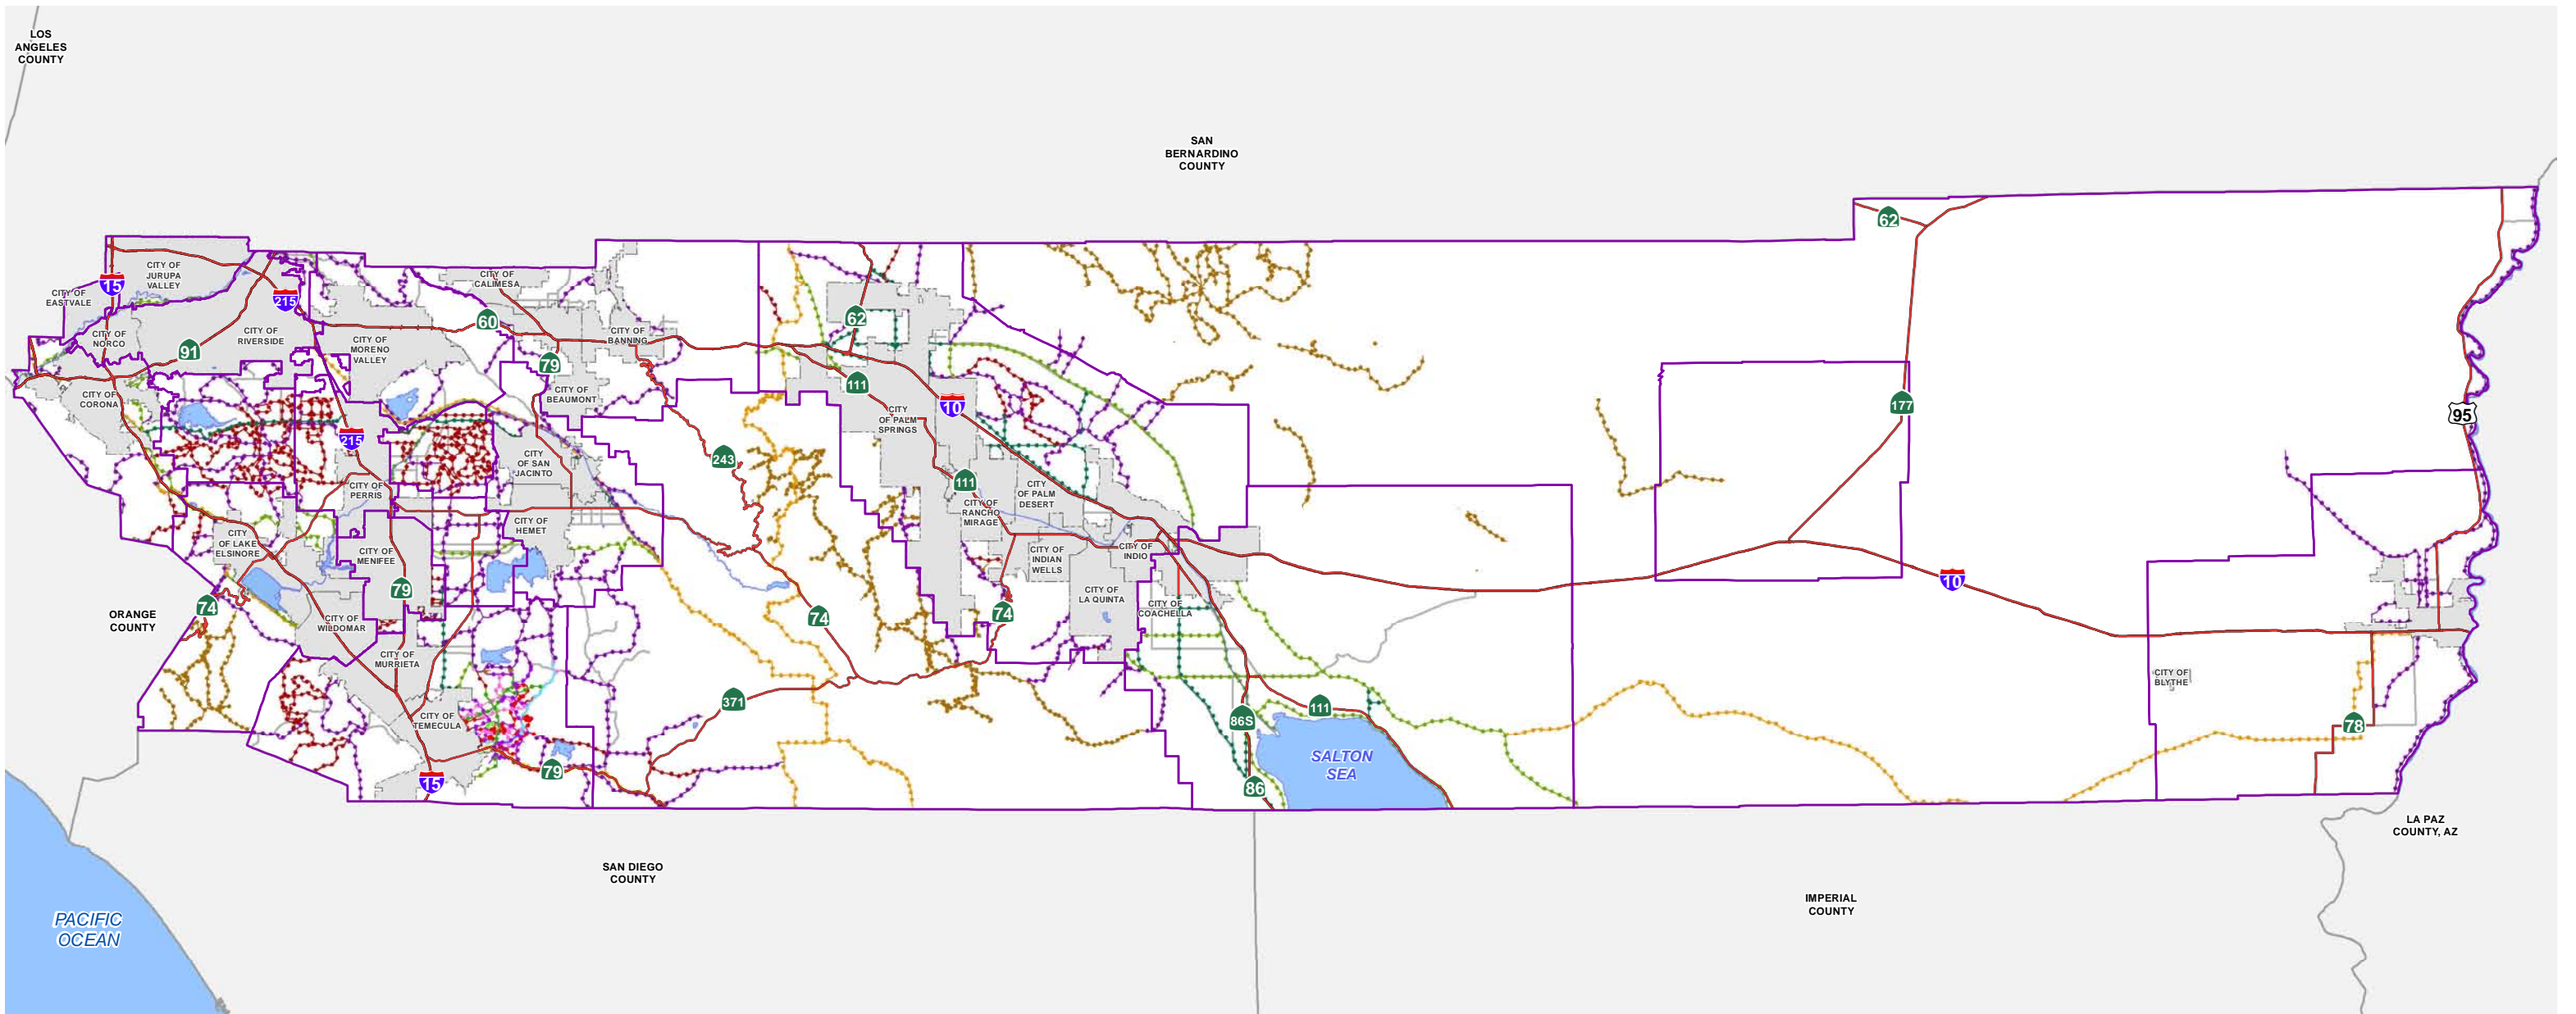 LOS
ANGELES
COUNTY
SAN
BERNARDINO
COUNTY
62
CITY OF
JURUPA
VALLEY
CITY OF
CALIMESA
15
CITY OF
EASTVALE
215
60
62
CITY OF
NORCO
CITY OF
RIVERSIDE
CITY OF
MORENO
VALLEY
CITY OF
BANNING
91
79
111
CITY OF
CORONA
CITY OF
BEAUMONT
CITY
OF PALM
SPRINGS
10
177
95
215
243
CITY
OF SAN
JACINTO
111
CITY OF
PERRIS
CITY
OF PALM
DESERT
CITY OF
RANCHO
MIRAGE
CITY OF
HEMET
CITY
OF LAKE
ELSINORE
CITY OF
MENIFEE
CITY OF
INDIAN
WELLS
CITY OF
INDIO
10
79
74
CITY OF
LA QUINTA
CITY OF
COACHELLA
ORANGE
COUNTY
CITY OF
WILDOMAR
74
74
CITY OF
MURRIETA
CITY OF
BLYTHE
371
111
CITY OF
TEMECULA
86S
78
SALTON
SEA
79
15
86
LA PAZ
COUNTY, AZ
SAN DIEGO
COUNTY
IMPERIAL
COUNTY
PACIFIC
OCEAN